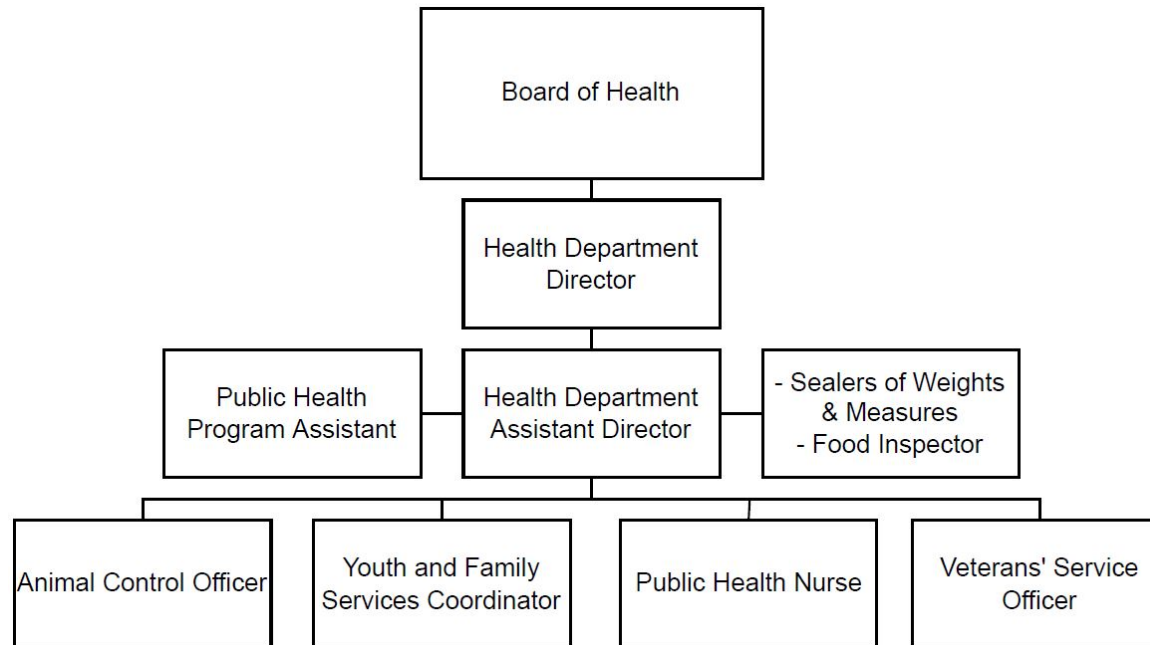 Board of Health
Health Department
Director
Public Health
Program Assistant
Health Department
Assistant Director
- Sealers of Weights
& Measures
- Food Inspector
Animal Control Officer
Youth and Family
Services Coordinator
Public Health Nurse
Veterans' Service
Officer